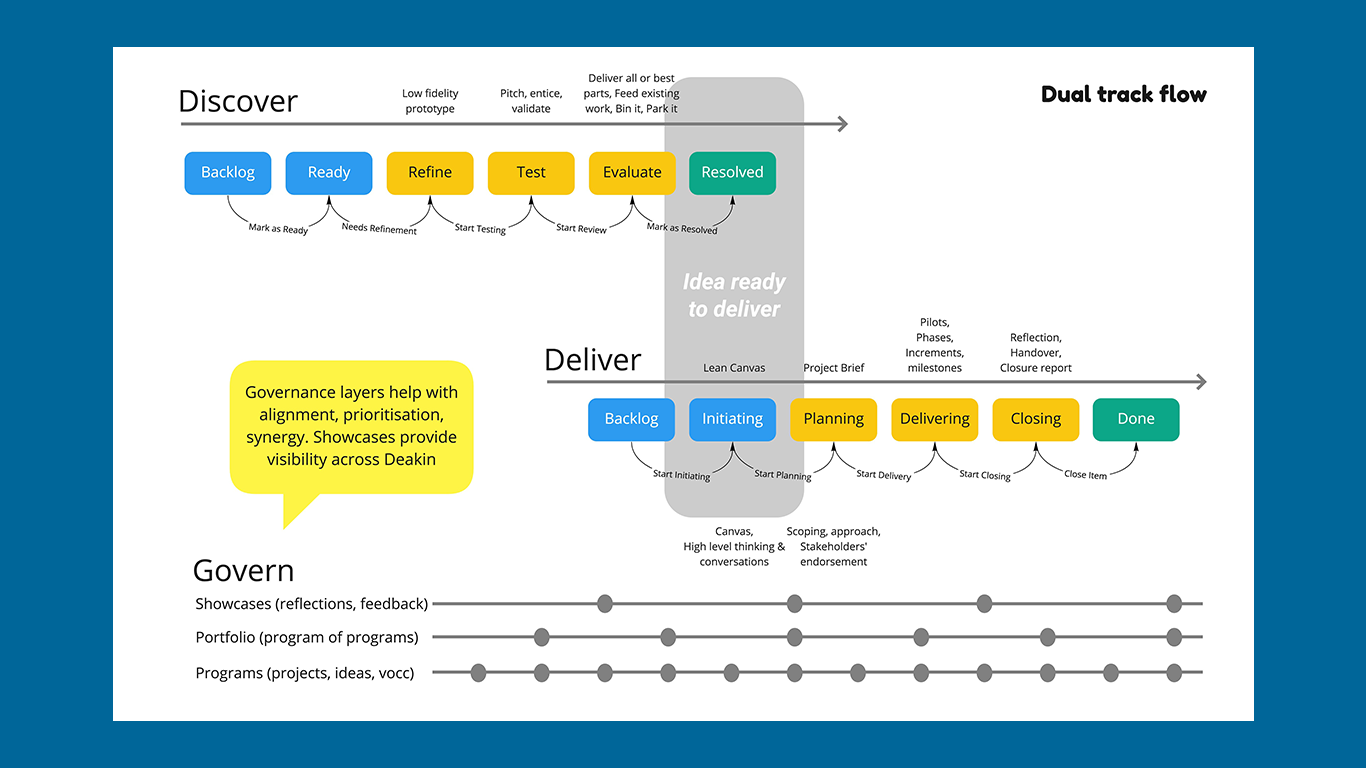 Dual track flow
Discover
Low fidelity
prototype
Pitch, entice,
validate
Deliver all or best
parts, Feed existing
work, Bin it, Park it
Backlog
Ready
Refine
Test
Evaluate
Resolved
Mark as Ready
Needs Refinement
Start Testing
Start Review
Mark as Resolved
Idea ready
to deliver
Deliver
Lean Canvas
Project Brief
Pilots,
Phases,
Increments,
milestones
Reflection,
Handover,
Closure report
Backlog
Initiating
Planning
Delivering
Closing
Done
Start Initiating
Start Planning
Start Delivery
Start Closing
Close Item
Canvas,
High level thinking &
conversations
Scoping, approach,
Stakeholders'
endorsement
Governance layers help with
alignment, prioritisation,
synergy. Showcases provide
visibility across Deakin
Govern
Showcases (reflections, feedback)
Portfolio (program of programs)
Programs (projects, ideas, vocc)